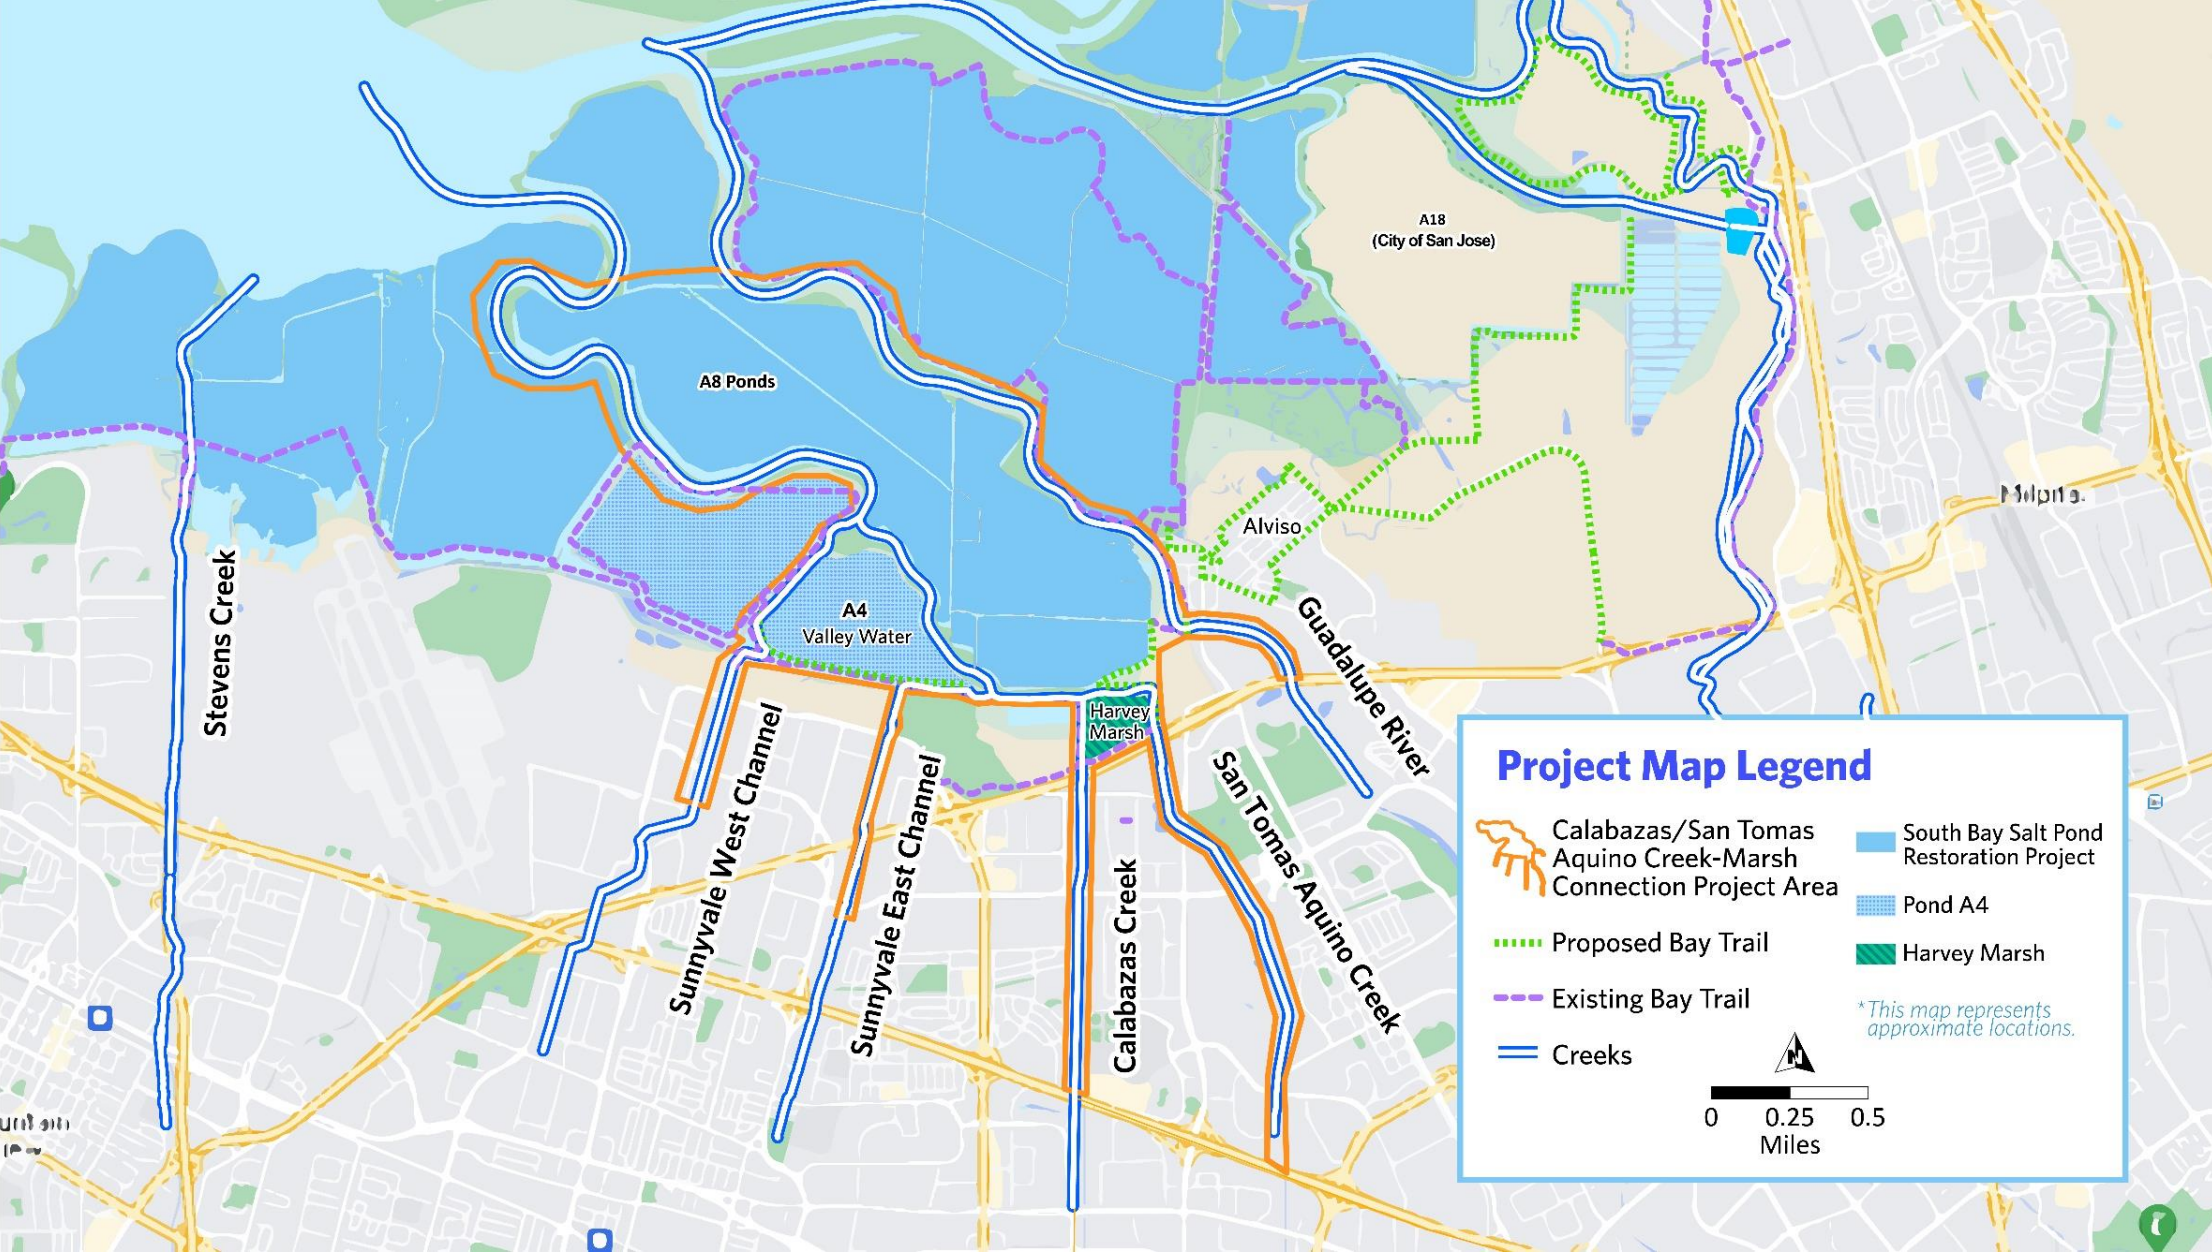 A18
(City of San Jose)
A8 Ponds
Alviso
A4
Valley Water
Harvey
Marsh
Stevens Creek
Guadalupe River
Sunnyvale West Channel
Sunnyvale East Channel
Calabazas Creek
San Tomas Aquino Creek
Project Map Legend
Calabazas/San Tomas
Aquino Creek-Marsh
Connection Project Area
Proposed Bay Trail
Existing Bay Trail
Creeks
South Bay Salt Pond
Restoration Project
Pond A4
Harvey Marsh
*This map represents
approximate locations.
N
0 0.25 0.5
Miles